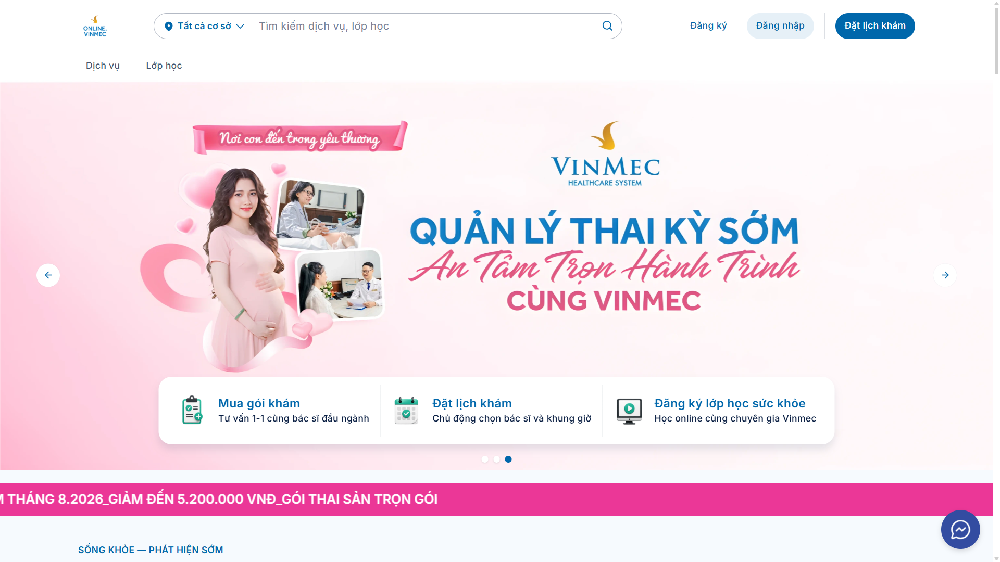 ONLINE.
VINMEC
Tất cả cơ sở
Tìm kiếm dịch vụ, lớp học
Đăng ký
Đăng nhập
Đặt lịch khám
Dịch vụ
Lớp học
Nơi con đến trong yêu thương
VINMEC
HEALTHCARE SYSTEM
QUẢN LÝ THAI KỲ SỚM
An Tâm Trọn Hành Trình
CÙNG VINMEC
Mua gói khám
Tư vấn 1-1 cùng bác sĩ đầu ngành
Đặt lịch khám
Chủ động chọn bác sĩ và khung giờ
Đăng ký lớp học sức khỏe
Học online cùng chuyên gia Vinmec
THÁNG 8.2026_GIẢM ĐẾN 5.200.000 VNĐ_GÓI THAI SẢN TRỌN GÓI
SỐNG KHỎE — PHÁT HIỆN SỚM